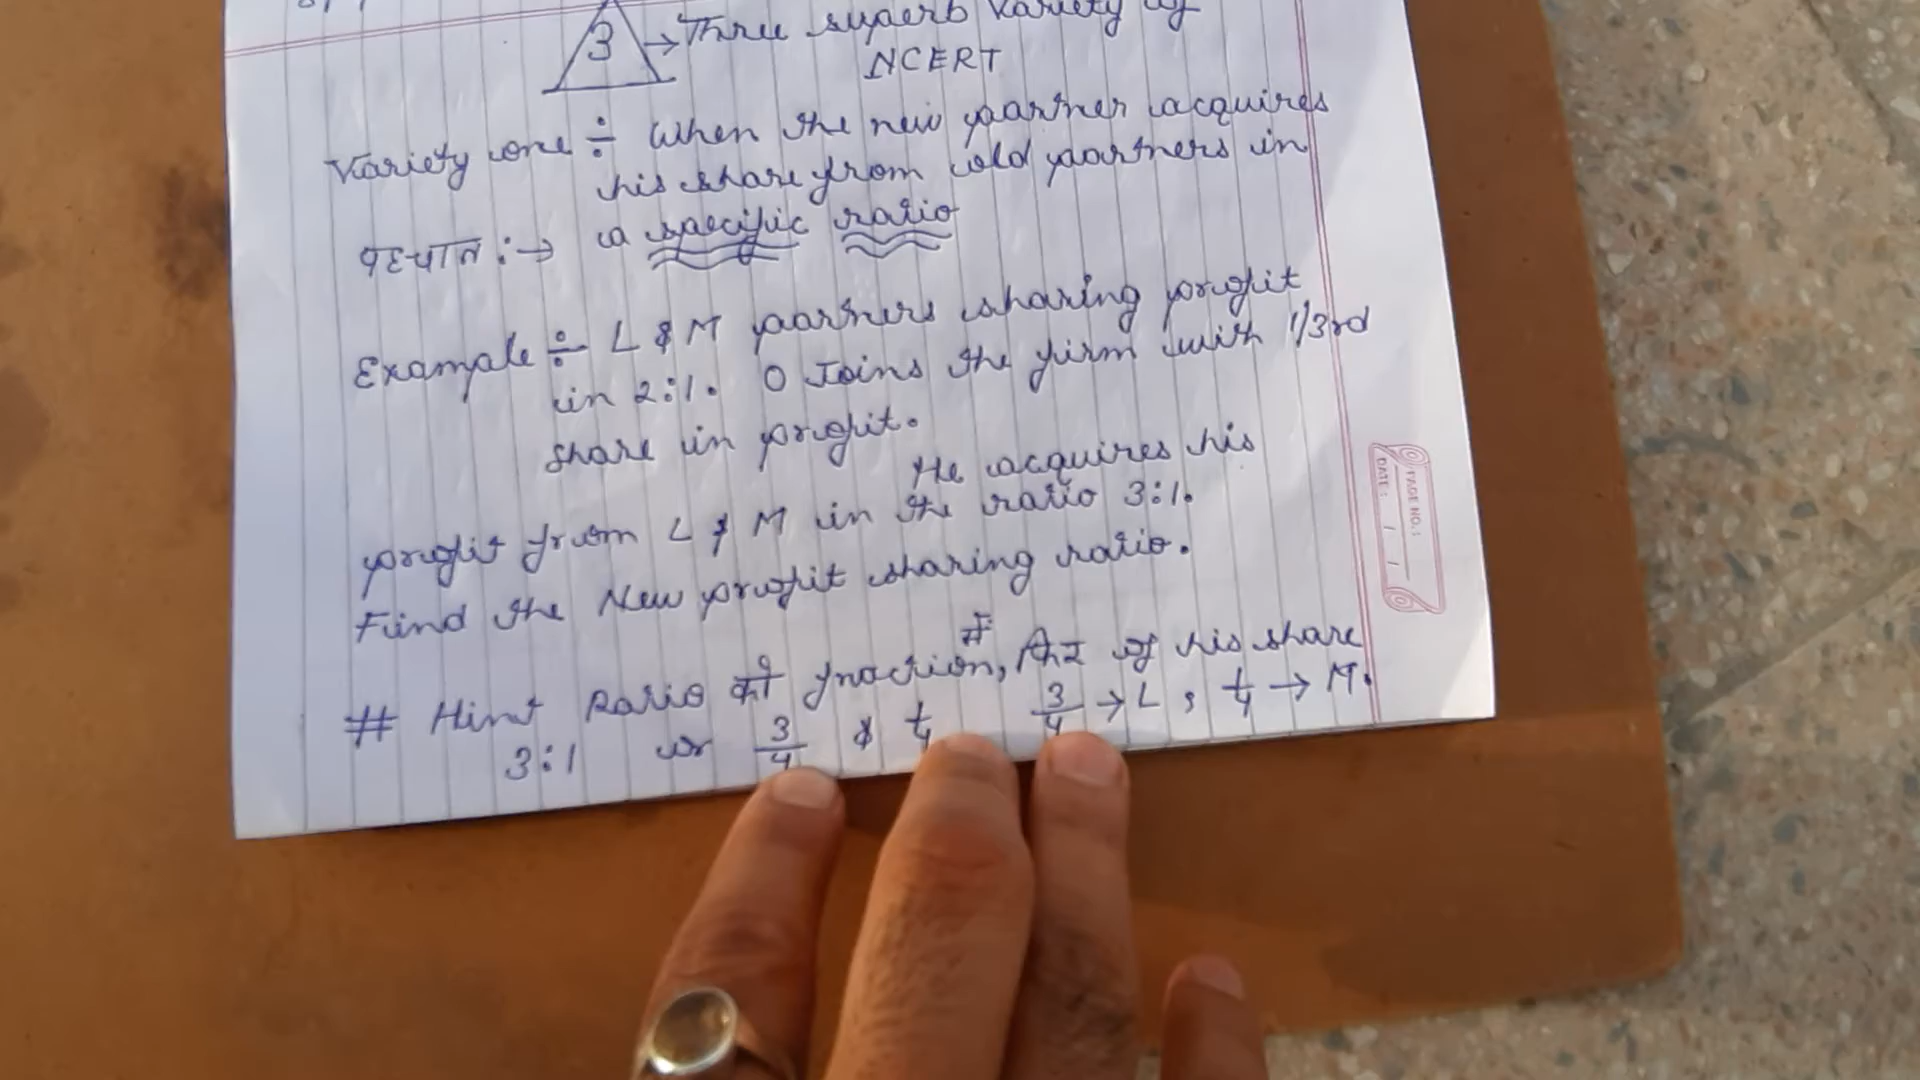 3 → Three superb variety of
NCERT
Variety one ÷ When the new partner acquires
his share from old partners in
पहचान :→ a specific ratio
Example ÷ L & M partners sharing profit
in 2:1. O Joins the firm with 1/3rd
share in profit.
He acquires his
profit from L & M in the ratio 3:1.
Find the New profit sharing ratio.
# Hint Ratio को fraction में, फिर of his share
3:1 or 3/4 & 1/4 3/4 → L, 1/4 → M.
PAGE NO.:
DATE: / /